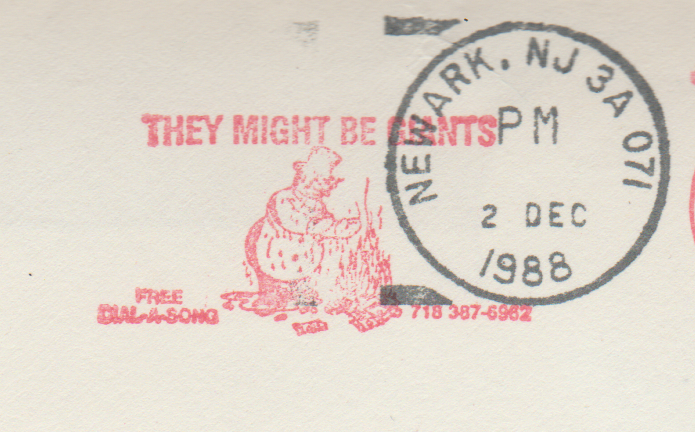 THEY MIGHT BE GIANTS
FREE
DIAL-A-SONG
718 387-6962
NEWARK, NJ 3A 071
PM
2 DEC
1988